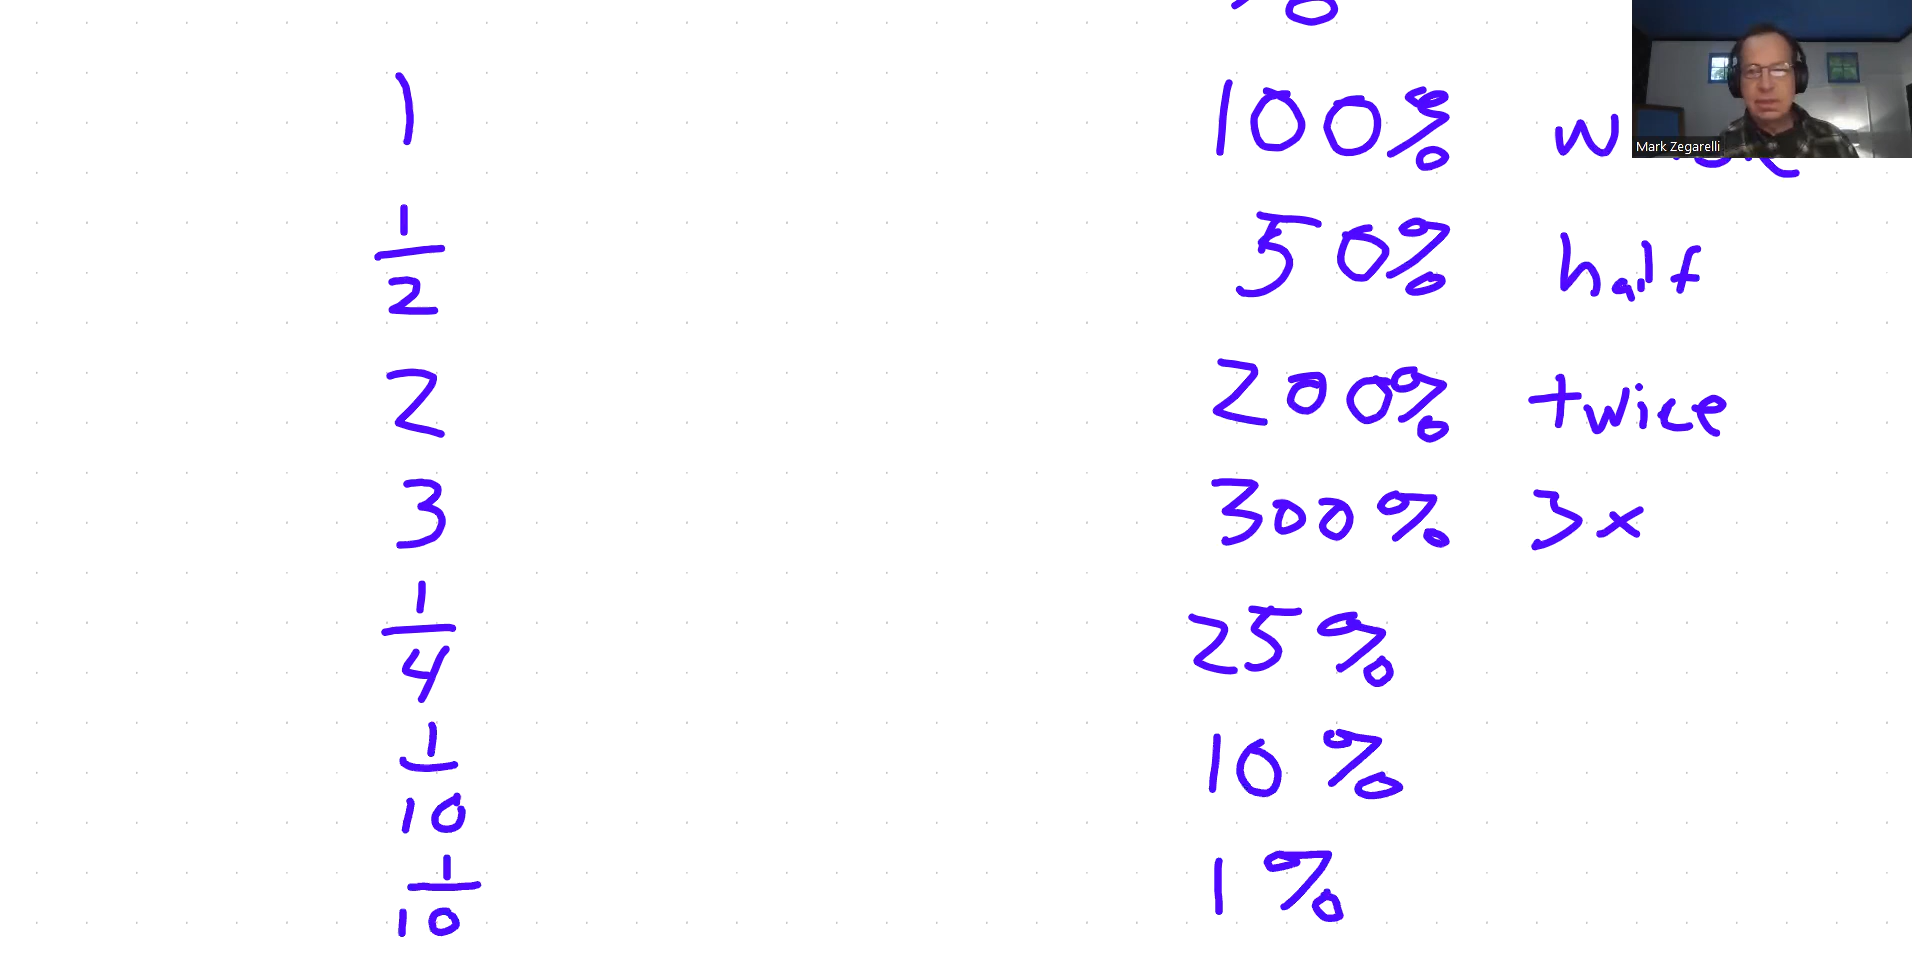 %
1 100% w
1/2 50% half
2 200% twice
3 300% 3x
1/4 25%
1/10 10%
1/10 1%
Mark Zegarelli